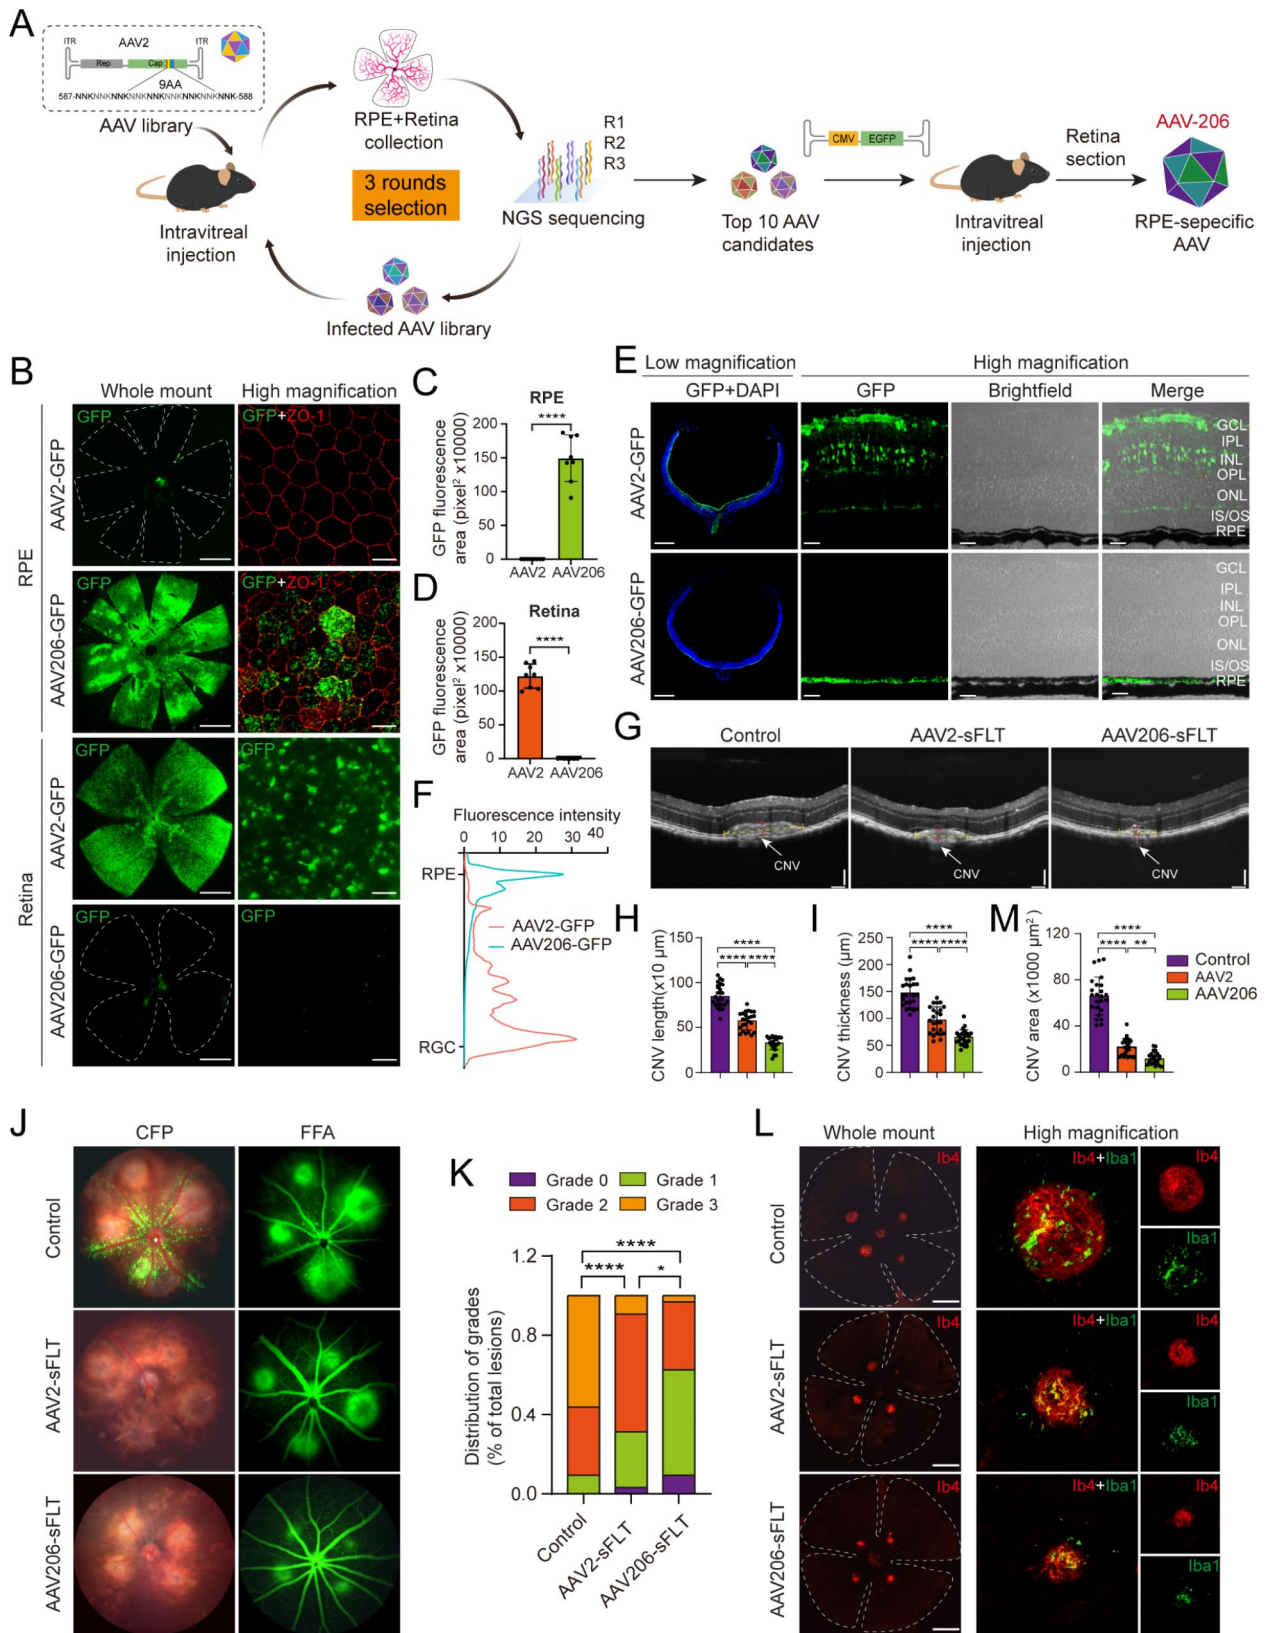 A
ITR
AAV2
ITR
Rep
Cap
9AA
587-NNKNNKNNKNNKNNKNNKNNKNNKNNK-588
AAV library
Intravitreal
injection
RPE+Retina
collection
3 rounds
selection
Infected AAV library
R1
R2
R3
NGS sequencing
Top 10 AAV
candidates
CMV
EGFP
Intravitreal
injection
Retina
section
AAV-206
RPE-sepecific
AAV
B
Whole mount
High magnification
RPE
Retina
AAV2-GFP
AAV206-GFP
AAV2-GFP
AAV206-GFP
GFP
GFP+ZO-1
GFP
GFP+ZO-1
GFP
GFP
GFP
GFP
C
RPE
****
GFP fluorescence
area (pixel² x10000)
200
150
100
50
0
AAV2
AAV206
D
Retina
****
GFP fluorescence
area (pixel² x10000)
200
150
100
50
0
AAV2
AAV206
E
Low magnification
High magnification
GFP+DAPI
GFP
Brightfield
Merge
AAV2-GFP
AAV206-GFP
GCL
IPL
INL
OPL
ONL
IS/OS
RPE
GCL
IPL
INL
OPL
ONL
IS/OS
RPE
F
Fluorescence intensity
0
10
20
30
40
RPE
RGC
AAV2-GFP
AAV206-GFP
G
Control
AAV2-sFLT
AAV206-sFLT
CNV
CNV
CNV
H
CNV length(x10 μm)
150
100
50
0
****
**** ****
I
CNV thickness (μm)
250
200
150
100
50
0
****
**** ****
M
CNV area (x1000 μm²)
120
80
40
0
****
**** **
Control
AAV2
AAV206
J
CFP
FFA
Control
AAV2-sFLT
AAV206-sFLT
K
Grade 0
Grade 1
Grade 2
Grade 3
Distribution of grades
(% of total lesions)
1.2
0.8
0.4
0.0
****
****
*
Control
AAV2-sFLT
AAV206-sFLT
L
Whole mount
High magnification
Control
AAV2-sFLT
AAV206-sFLT
Ib4
Ib4+Iba1
Ib4
Iba1
Ib4
Ib4+Iba1
Ib4
Iba1
Ib4
Ib4+Iba1
Ib4
Iba1